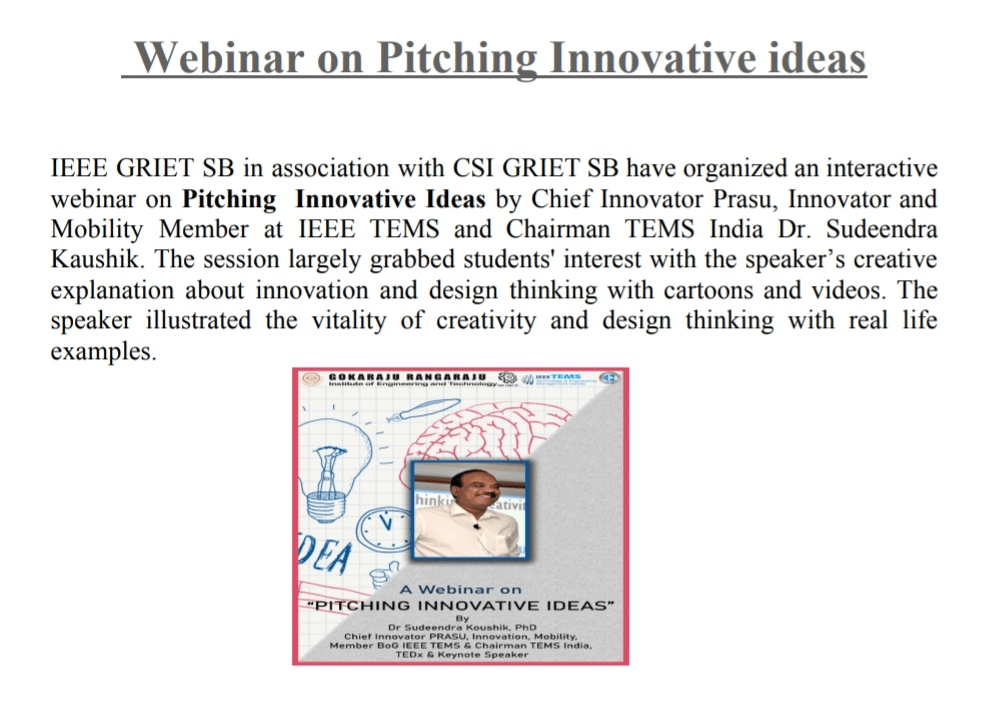 Webinar on Pitching Innovative ideas
IEEE GRIET SB in association with CSI GRIET SB have organized an interactive
webinar on Pitching Innovative Ideas by Chief Innovator Prasu, Innovator and
Mobility Member at IEEE TEMS and Chairman TEMS India Dr. Sudeendra
Kaushik. The session largely grabbed students' interest with the speaker’s creative
explanation about innovation and design thinking with cartoons and videos. The
speaker illustrated the vitality of creativity and design thinking with real life
examples.
GOKARAJU RANGARAJU
Institute of Engineering and Technology
IEEE TEMS
hinki
eativi
DEA
A Webinar on
“PITCHING INNOVATIVE IDEAS”
By
Dr Sudeendra Koushik, PhD
Chief Innovator PRASU, Innovation, Mobility,
Member BoG IEEE TEMS & Chairman TEMS India,
TEDx & Keynote Speaker